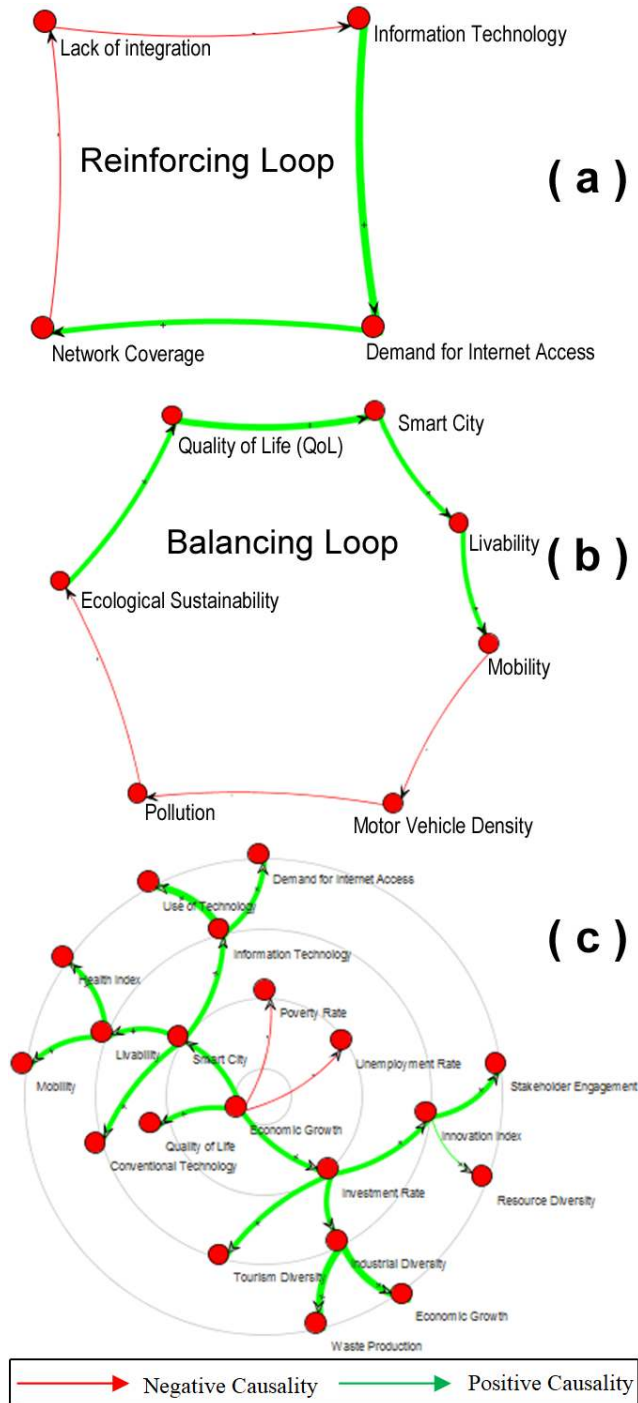 Lack of integration
Information Technology
Reinforcing Loop
( a )
Network Coverage
Demand for Internet Access
Quality of Life (QoL)
Smart City
Balancing Loop
Livability
( b )
Ecological Sustainability
Mobility
Pollution
Motor Vehicle Density
Demand for Internet Access
Use of Technology
( c )
Information Technology
Health Index
Poverty Rate
Livability
Smart City
Unemployment Rate
Mobility
Stakeholder Engagement
Economic Growth
Innovation Index
Quality of Life
Conventional Technology
Investment Rate
Resource Diversity
Tourism Diversity
Industrial Diversity
Economic Growth
Waste Production
Negative Causality
Positive Causality